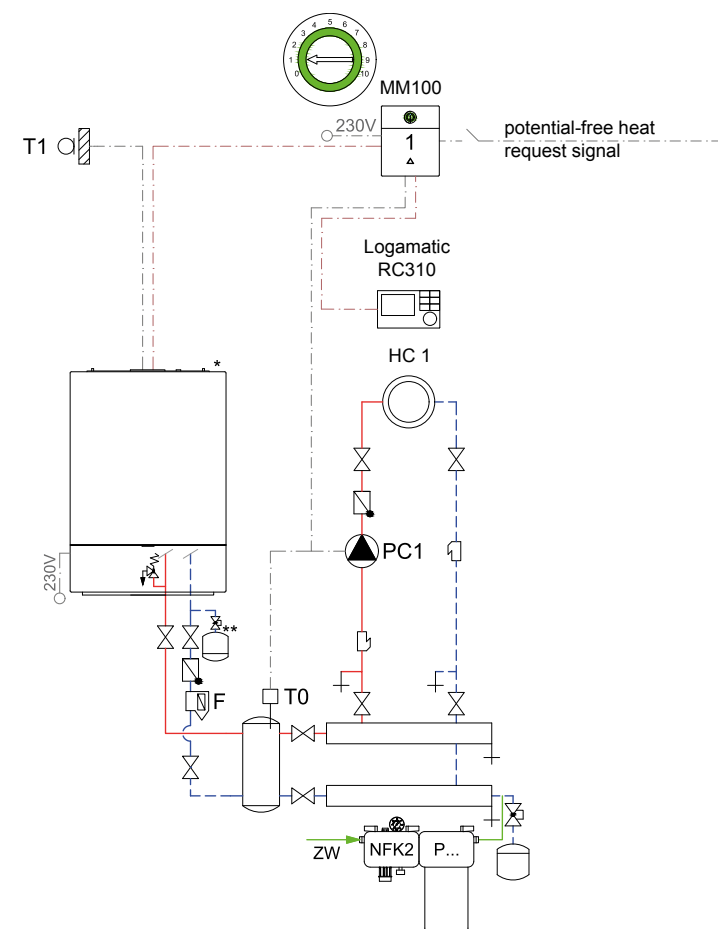 0
1
2
3
4
5
6
7
8
9
10
MM100
230V
1
potential-free heat
request signal
T1
Logamatic
RC310
HC 1
*
PC1
230V
**
F
T0
ZW
NFK2
P...